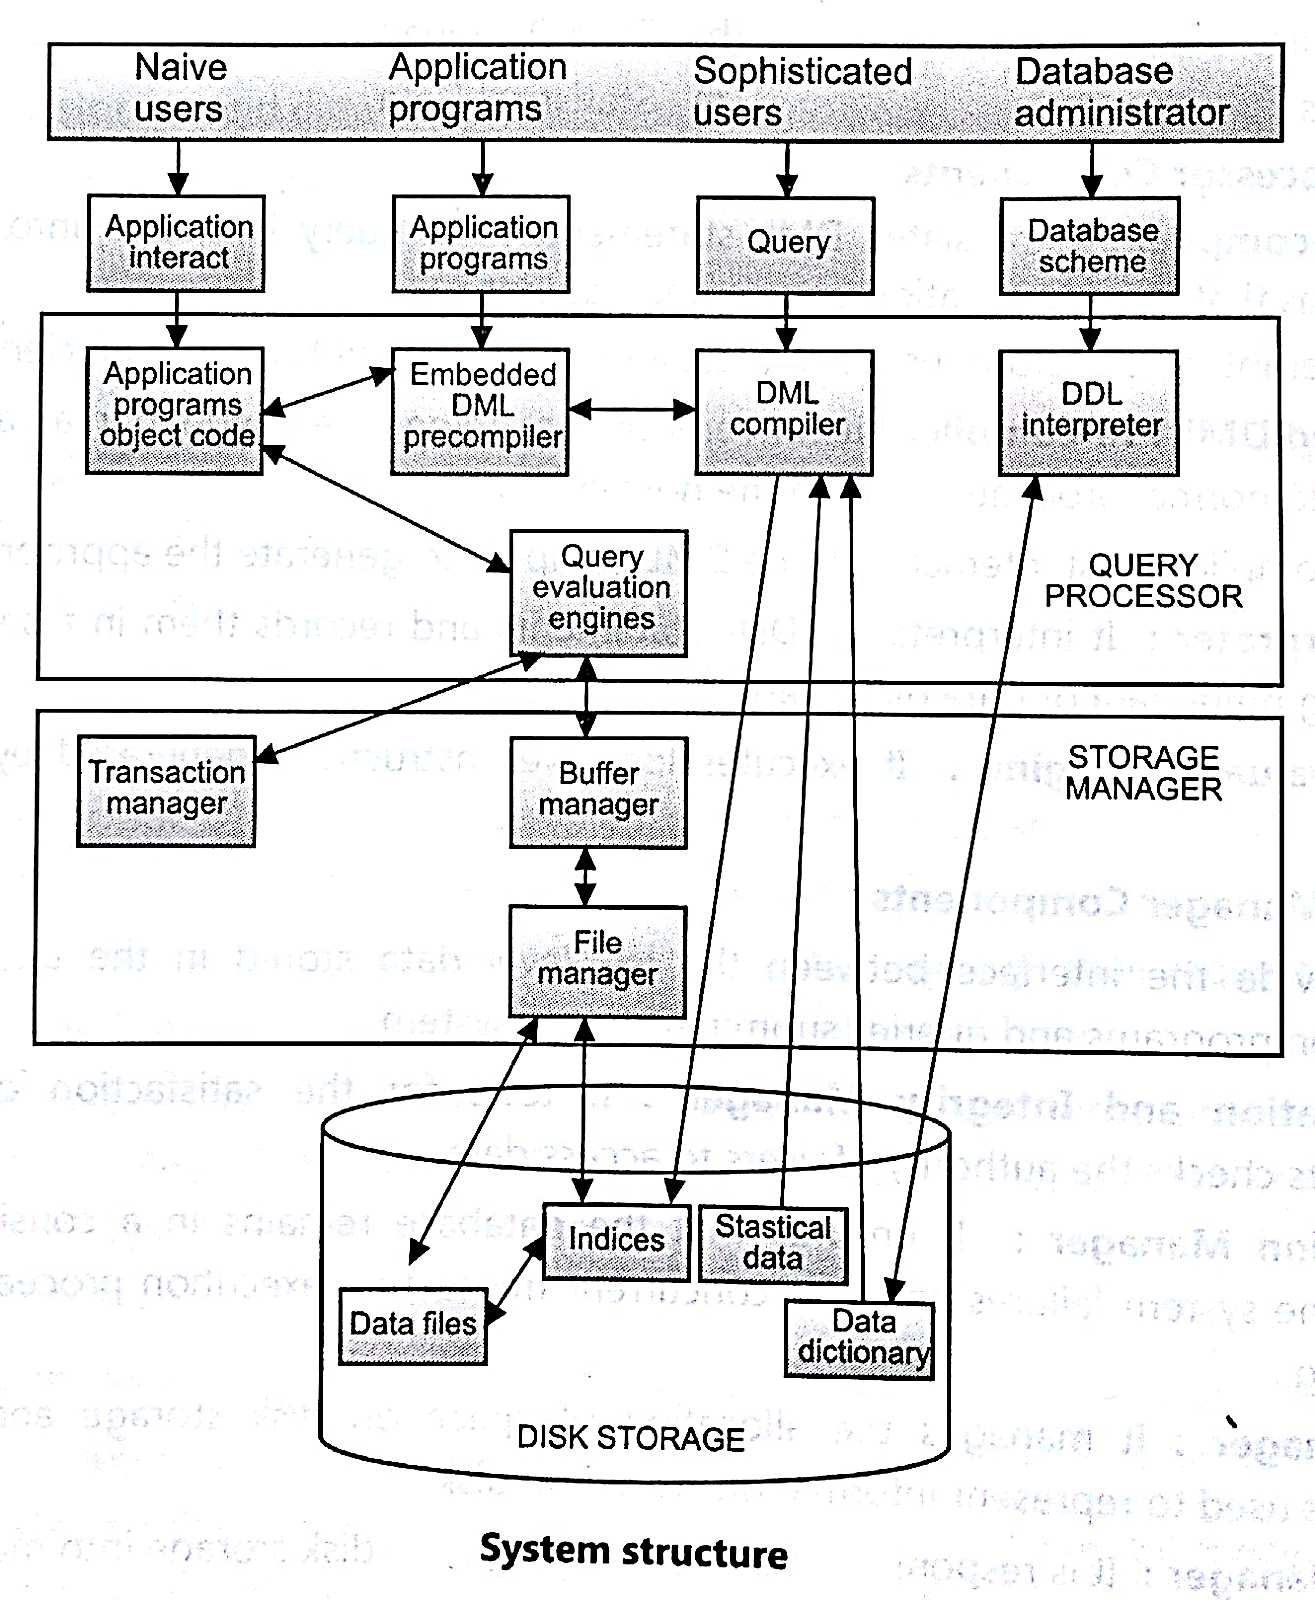 Naive users
Application programs
Sophisticated users
Database administrator
Application interact
Application programs
Query
Database scheme
Application programs object code
Embedded DML precompiler
DML compiler
DDL interpreter
Query evaluation engines
QUERY PROCESSOR
Transaction manager
Buffer manager
STORAGE MANAGER
File manager
Indices
Stastical data
Data files
Data dictionary
DISK STORAGE
System structure